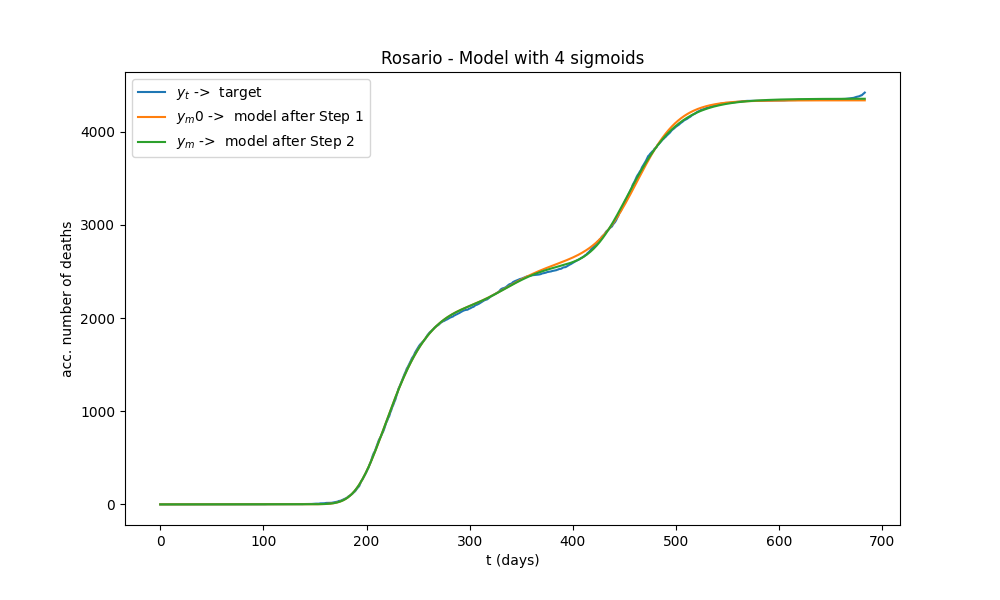 Rosario - Model with 4 sigmoids
y_t -> target
y_m0 -> model after Step 1
y_m -> model after Step 2
acc. number of deaths
4000
3000
2000
1000
0
0 100 200 300 400 500 600 700
t (days)